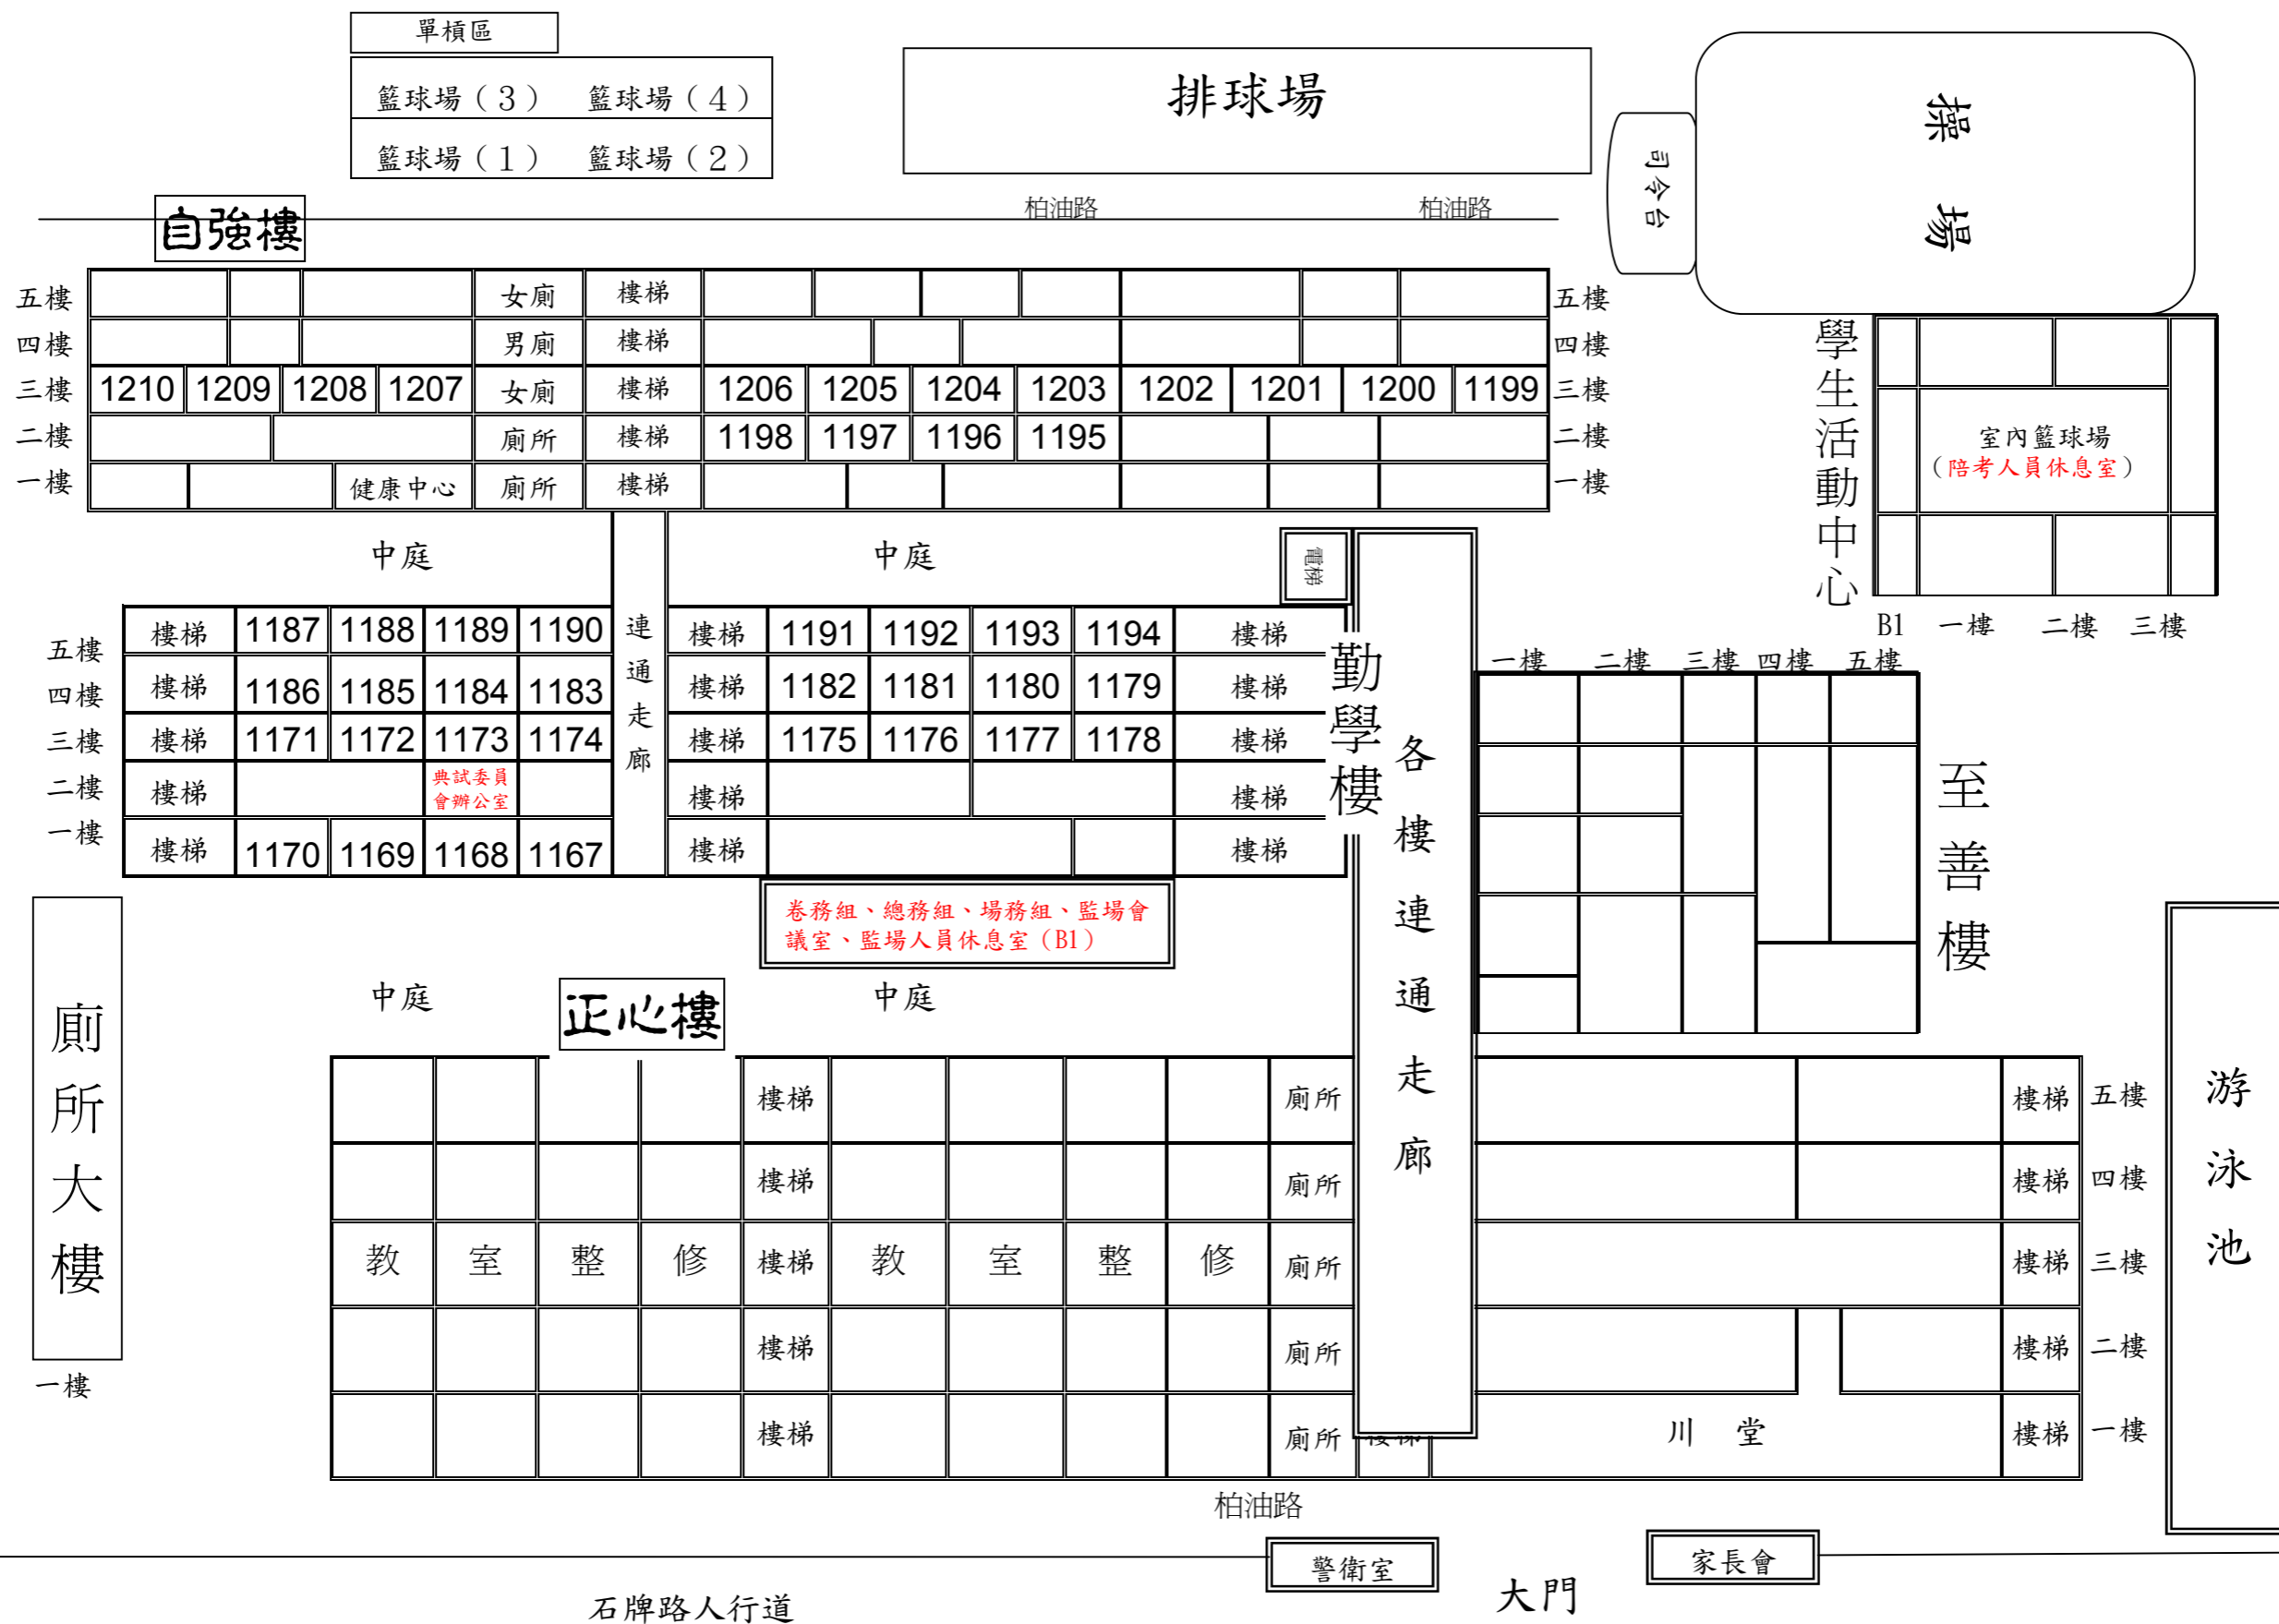 單槓區
籃球場（3） 籃球場（4）
籃球場（1） 籃球場（2）
排球場
操場
司令台
柏油路 柏油路
自強樓
五樓 女廁 樓梯 五樓
四樓 男廁 樓梯 四樓
三樓 1210 1209 1208 1207 女廁 樓梯 1206 1205 1204 1203 1202 1201 1200 1199 三樓
二樓 廁所 樓梯 1198 1197 1196 1195 二樓
一樓 健康中心 廁所 樓梯 一樓
學生活動中心
室內籃球場
（陪考人員休息室）
B1 一樓 二樓 三樓
中庭 中庭
電梯
連通走廊
勤學樓
五樓 樓梯 1187 1188 1189 1190 樓梯 1191 1192 1193 1194 樓梯
四樓 樓梯 1186 1185 1184 1183 樓梯 1182 1181 1180 1179 樓梯
三樓 樓梯 1171 1172 1173 1174 樓梯 1175 1176 1177 1178 樓梯
二樓 樓梯 典試委員 樓梯 樓梯
會辦公室
一樓 樓梯 1170 1169 1168 1167 樓梯 樓梯
各樓連通走廊
一樓 二樓 三樓 四樓 五樓
至善樓
卷務組、總務組、場務組、監場會
議室、監場人員休息室（B1）
中庭 中庭
正心樓
廁所大樓
一樓
樓梯 廁所 樓梯 五樓
樓梯 廁所 樓梯 四樓
教 室 整 修 樓梯 教 室 整 修 廁所 樓梯 三樓
樓梯 廁所 樓梯 二樓
樓梯 廁所 樓梯 川堂 樓梯 一樓
游泳池
柏油路
警衛室
家長會
大門
石牌路人行道